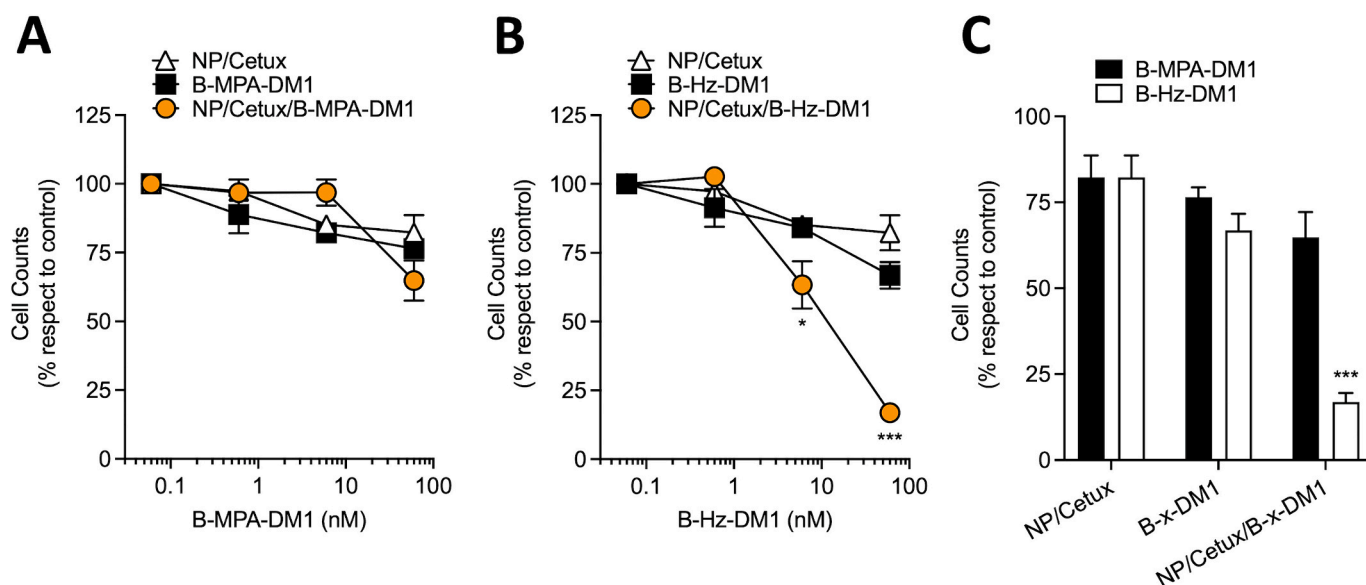 A
NP/Cetux
B-MPA-DM1
NP/Cetux/B-MPA-DM1
125
100
75
50
25
0
Cell Counts
(% respect to control)
0.1 1 10 100
B-MPA-DM1 (nM)
B
NP/Cetux
B-Hz-DM1
NP/Cetux/B-Hz-DM1
125
100
75
50
25
0
Cell Counts
(% respect to control)
*
***
0.1 1 10 100
B-Hz-DM1 (nM)
C
B-MPA-DM1
B-Hz-DM1
100
75
50
25
0
Cell Counts
(% respect to control)
***
NP/Cetux
B-x-DM1
NP/Cetux/B-x-DM1